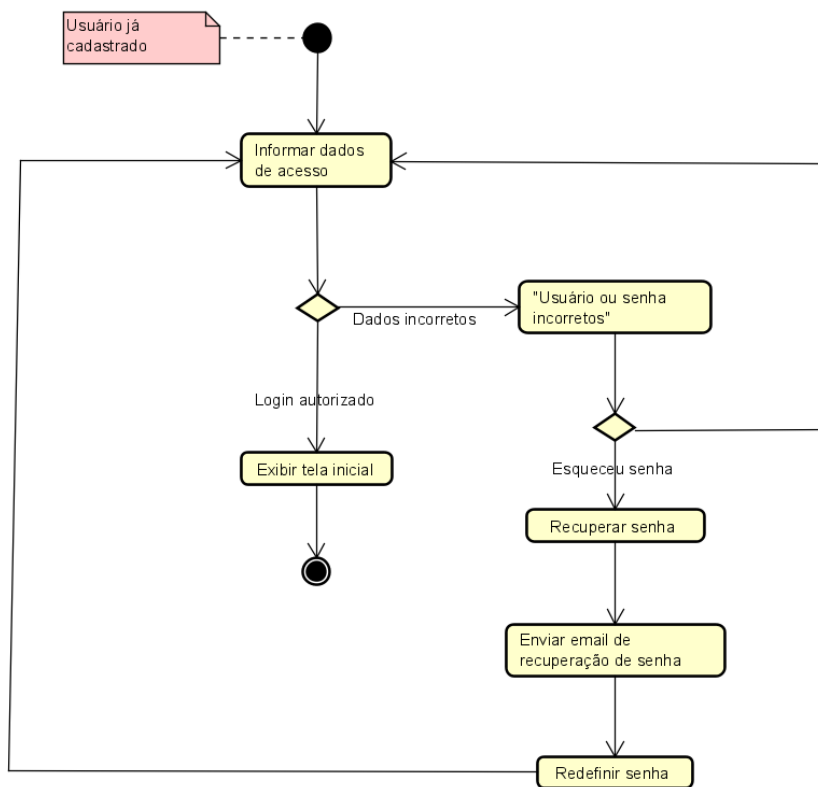 Usuário já
cadastrado
Informar dados
de acesso
"Usuário ou senha
incorretos"
Dados incorretos
Login autorizado
Exibir tela inicial
Esqueceu senha
Recuperar senha
Enviar email de
recuperação de senha
Redefinir senha